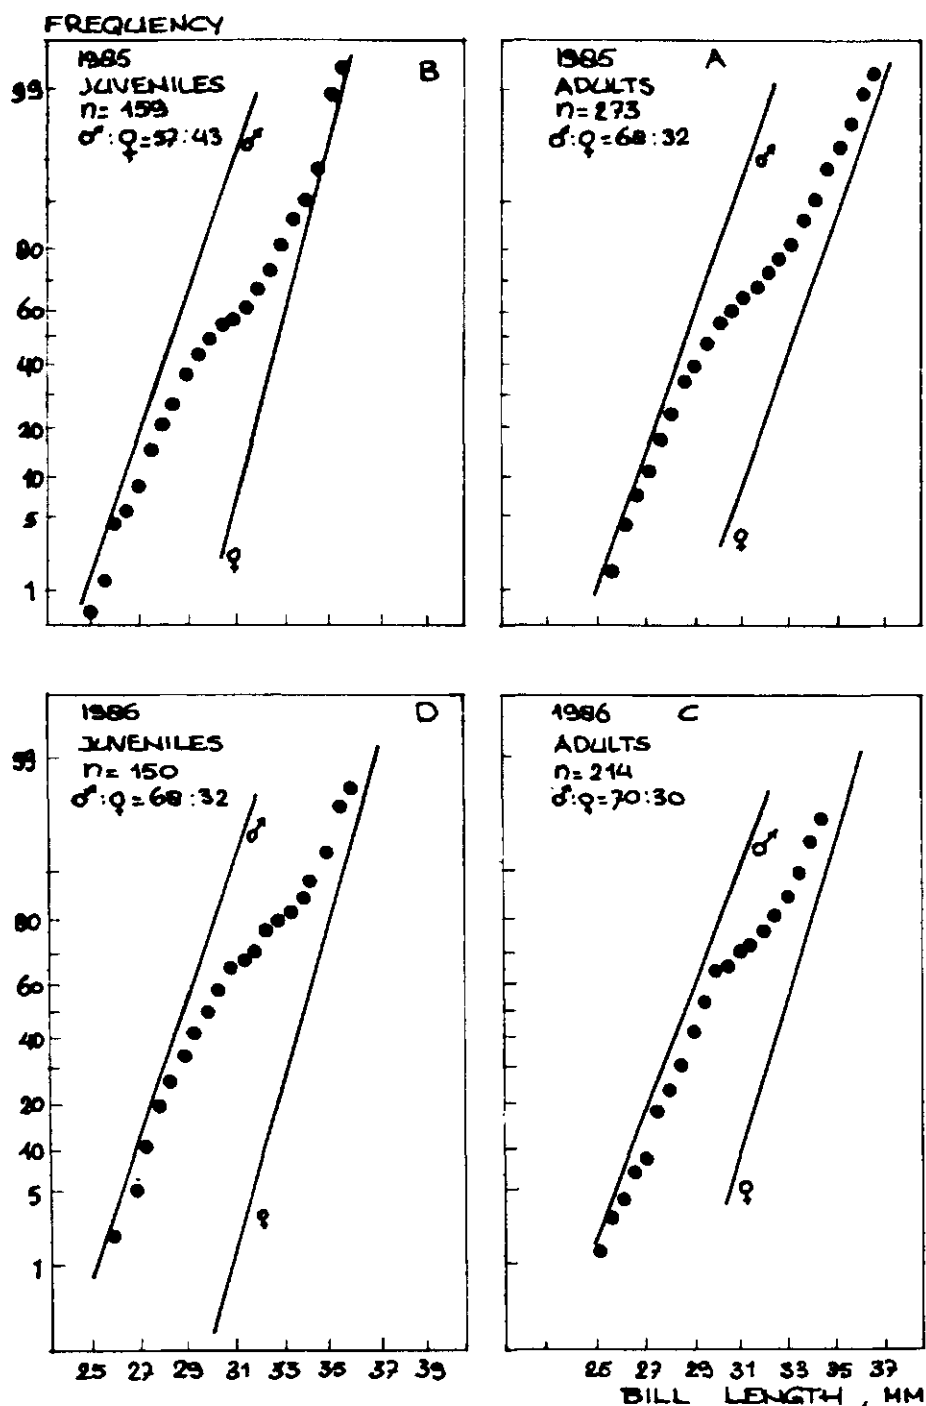 FREQUENCY
1985
JUVENILES
n= 159
♂:♀=57:43
B
♂
♀
99
80
60
40
20
10
5
1
1985
ADULTS
n=273
♂:♀=68:32
A
♂
♀
1986
JUVENILES
n= 150
♂:♀=68:32
D
♂
♀
99
80
60
40
20
10
5
1
25 27 29 31 33 35 37 39
1986
ADULTS
n=214
♂:♀=70:30
C
♂
♀
26 27 31 33 35 37
BILL LENGTH, MM